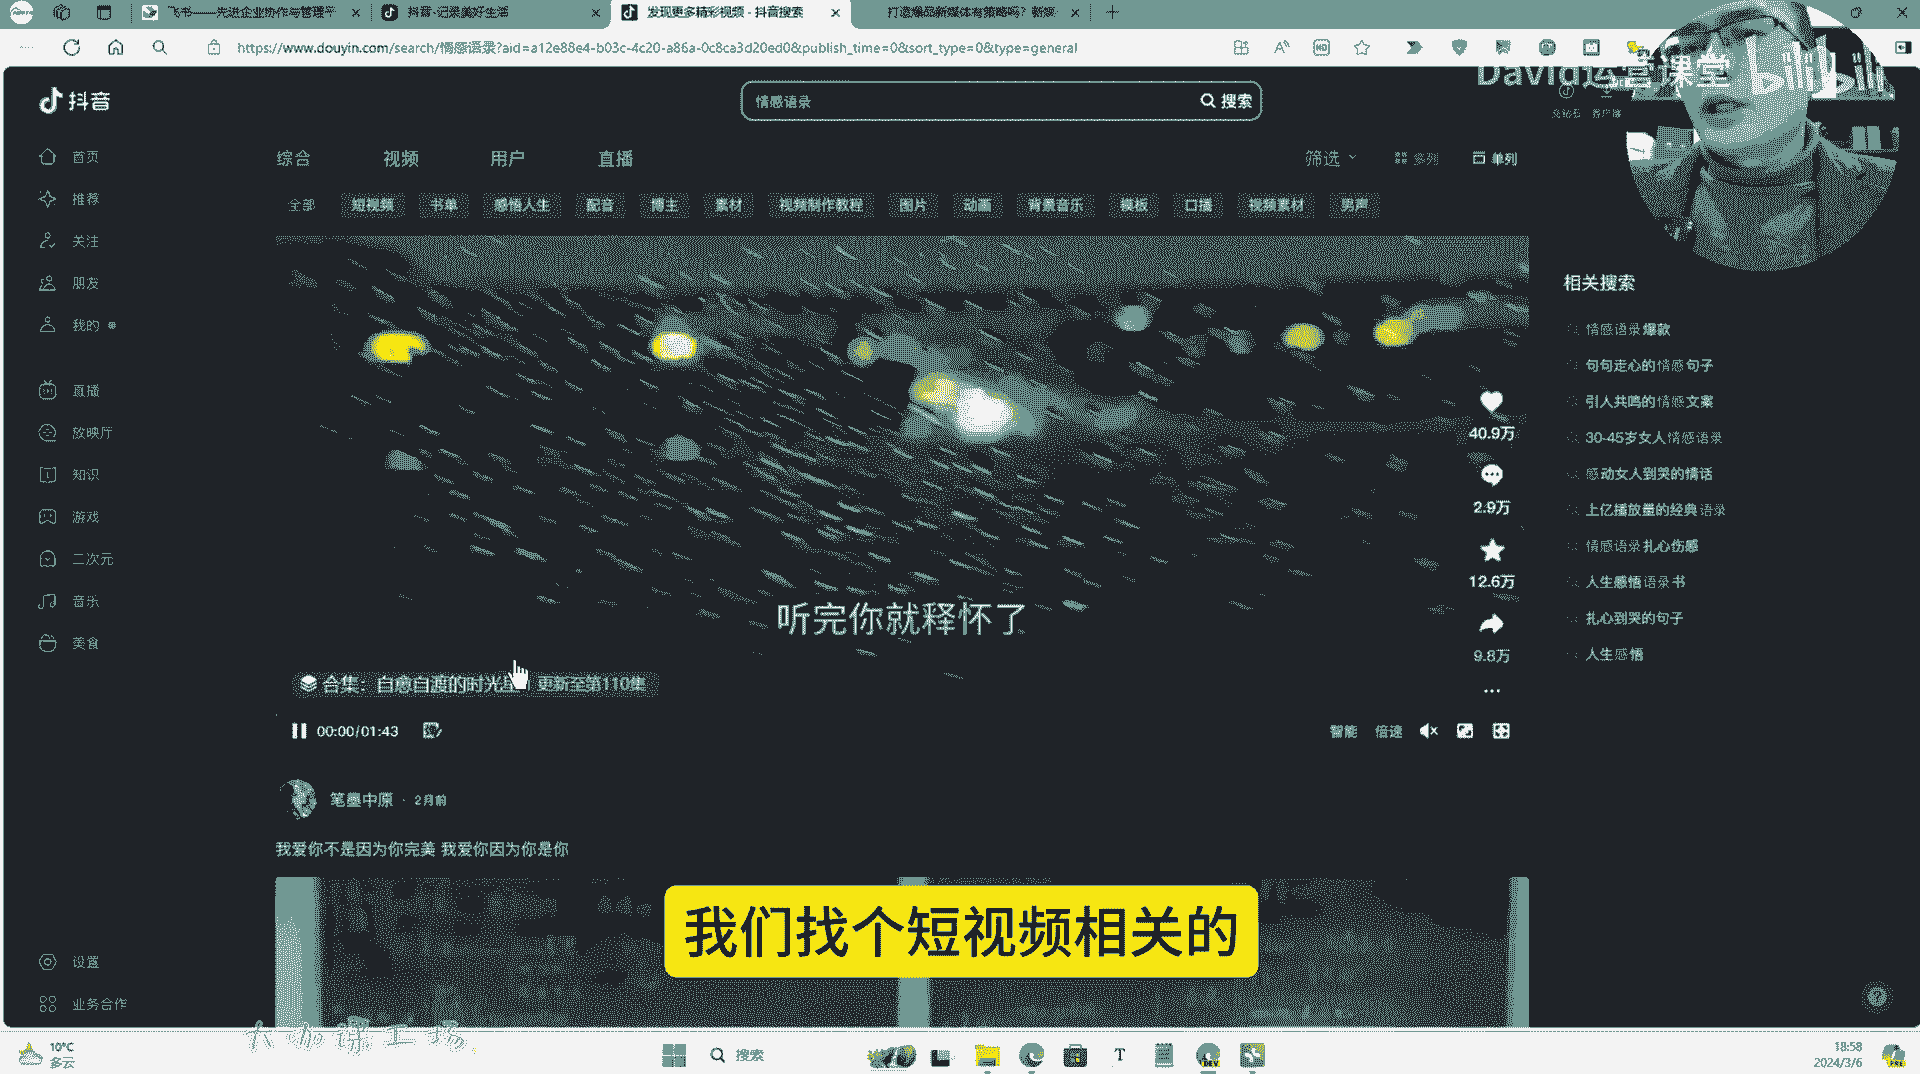 飞书——先进企业协作与管理平
抖音-记录美好生活
发现更多精彩视频 - 抖音搜索
打造爆品新媒体有策略吗？新媒
https://www.douyin.com/search/情感语录?aid=a12e88e4-b03c-4c20-a86a-0c8ca3d20ed0&publish_time=0&sort_type=0&type=general
David运营课堂 bilibili
抖音
情感语录
搜索
客户端
首页
推荐
关注
朋友
我的
直播
放映厅
知识
游戏
二次元
音乐
美食
设置
业务合作
综合 视频 用户 直播
筛选 多列 单列
全部 短视频 书单 感悟人生 配音 博主 素材 视频制作教程 图片 动画 背景音乐 模板 口播 视频素材 男声
40.9万
2.9万
12.6万
9.8万
听完你就释怀了
合集：自愈自渡的时光星 更新至第110集
00:00/01:43
智能 倍速
笔墨中原 · 2月前
我爱你不是因为你完美 我爱你因为你是你
相关搜索
情感语录爆款
句句走心的情感句子
引人共鸣的情感文案
30-45岁女人情感语录
感动女人到哭的情话
上亿播放量的经典语录
情感语录扎心伤感
人生感悟语录书
扎心到哭的句子
人生感悟
我们找个短视频相关的
大咖课工场
10°C
多云
搜索
18:58
2024/3/6